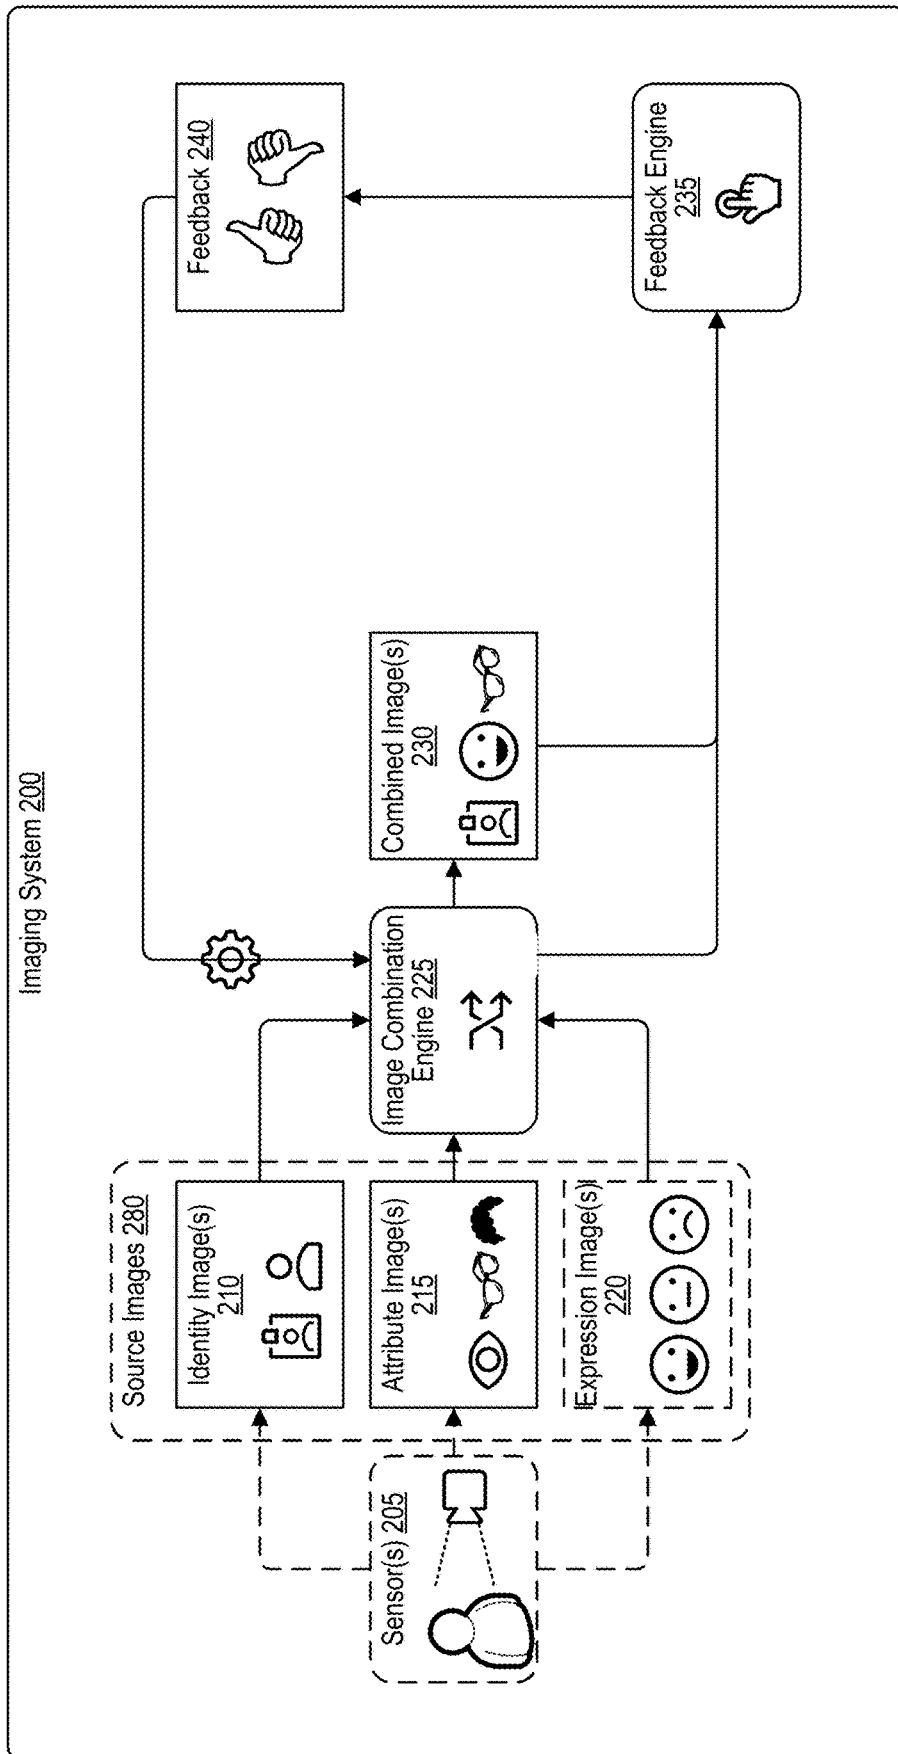 Imaging System 200
Sensor(s) 205
Source Images 280
Identity Image(s)
210
Attribute Image(s)
215
Expression Image(s)
220
Image Combination
Engine 225
Combined Image(s)
230
Feedback 240
Feedback Engine
235